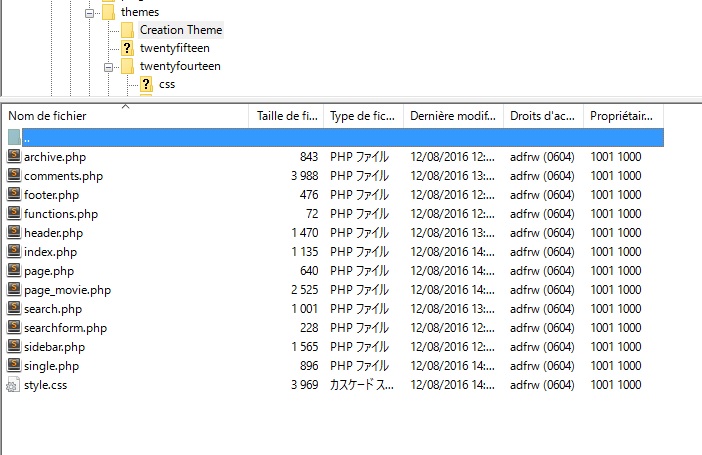 themes
Creation Theme
twentyfifteen
twentyfourteen
css
Nom de fichier Taille de fi... Type de fic... Dernière modif... Droits d'ac... Propriétair...
..
archive.php 843 PHP ファイル 12/08/2016 12:... adfrw (0604) 1001 1000
comments.php 3 988 PHP ファイル 12/08/2016 13:... adfrw (0604) 1001 1000
footer.php 476 PHP ファイル 12/08/2016 12:... adfrw (0604) 1001 1000
functions.php 72 PHP ファイル 12/08/2016 12:... adfrw (0604) 1001 1000
header.php 1 470 PHP ファイル 12/08/2016 13:... adfrw (0604) 1001 1000
index.php 1 135 PHP ファイル 12/08/2016 14:... adfrw (0604) 1001 1000
page.php 640 PHP ファイル 12/08/2016 14:... adfrw (0604) 1001 1000
page_movie.php 2 525 PHP ファイル 12/08/2016 14:... adfrw (0604) 1001 1000
search.php 1 001 PHP ファイル 12/08/2016 13:... adfrw (0604) 1001 1000
searchform.php 228 PHP ファイル 12/08/2016 12:... adfrw (0604) 1001 1000
sidebar.php 1 565 PHP ファイル 12/08/2016 12:... adfrw (0604) 1001 1000
single.php 896 PHP ファイル 12/08/2016 14:... adfrw (0604) 1001 1000
style.css 3 969 カスケード ス... 12/08/2016 14:... adfrw (0604) 1001 1000